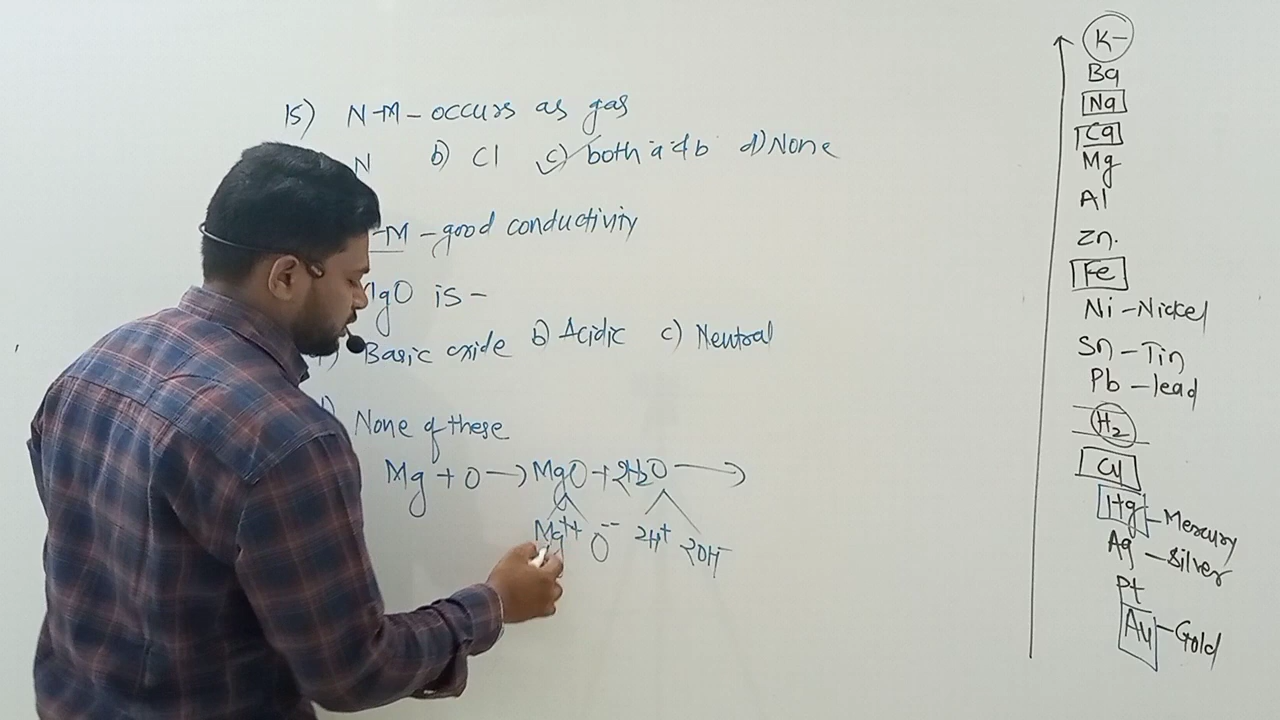 15) N-M - occurs as gas
N b) Cl c) both a & b d) None
-M - good conductivity
MgO is -
Basic oxide b) Acidic c) Neutral
d) None of these
Mg + O → MgO + 2H2O →
Mg++ O-- 2H+ 2OH-
K
Ba
Na
Ca
Mg
Al
Zn.
Fe
Ni - Nickel
Sn - Tin
Pb - lead
H2
Cu
Hg - Mercury
Ag - Silver
Pt
Au - Gold